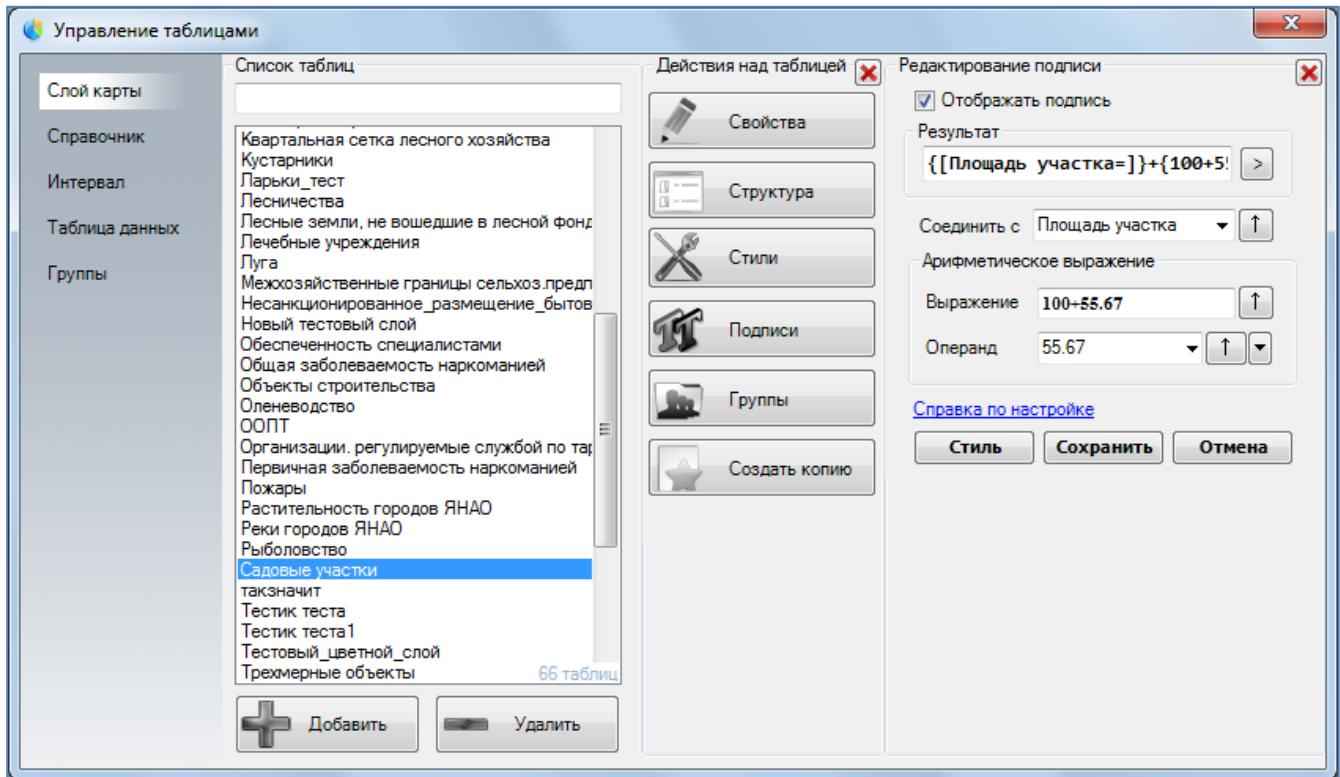 Управление таблицами
Слой карты
Справочник
Интервал
Таблица данных
Группы
Список таблиц
Квартальная сетка лесного хозяйства
Кустарники
Ларьки_тест
Лесничества
Лесные земли, не вошедшие в лесной фонд
Лечебные учреждения
Луга
Межхозяйственные границы сельхоз.предп
Несанкционированное_размещение_бытов
Новый тестовый слой
Обеспеченность специалистами
Общая заболеваемость наркоманией
Объекты строительства
Оленеводство
ООПТ
Организации. регулируемые службой по тар
Первичная заболеваемость наркоманией
Пожары
Растительность городов ЯНАО
Реки городов ЯНАО
Рыболовство
Садовые участки
такзначит
Тестик теста
Тестик теста1
Тестовый_цветной_слой
Трехмерные объекты
66 таблиц
Добавить
Удалить
Действия над таблицей
Свойства
Структура
Стили
Подписи
Группы
Создать копию
Редактирование подписи
Отображать подпись
Результат
{[Площадь участка=]}+{100+5!
>
Соединить с Площадь участка ↑
Арифметическое выражение
Выражение 100+55.67 ↑
Операнд 55.67 ↑
Справка по настройке
Стиль Сохранить Отмена